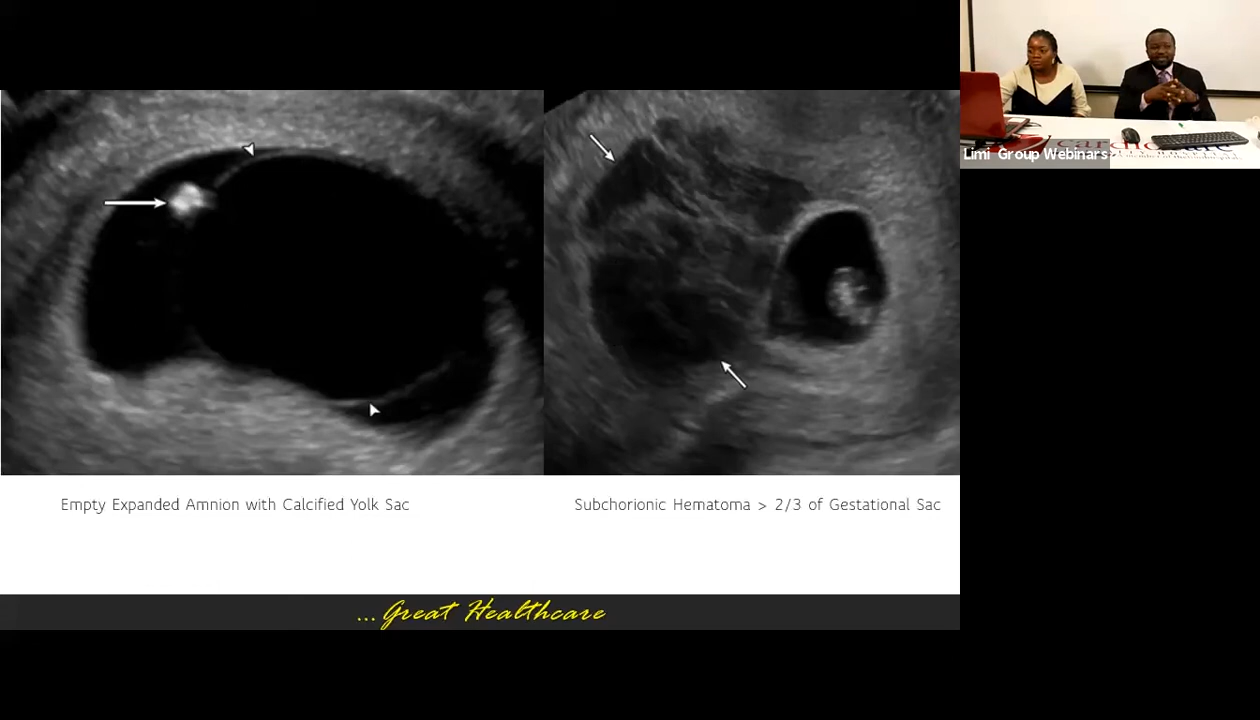 Limi Group Webinars
Empty Expanded Amnion with Calcified Yolk Sac
Subchorionic Hematoma > 2/3 of Gestational Sac
...Great Healthcare